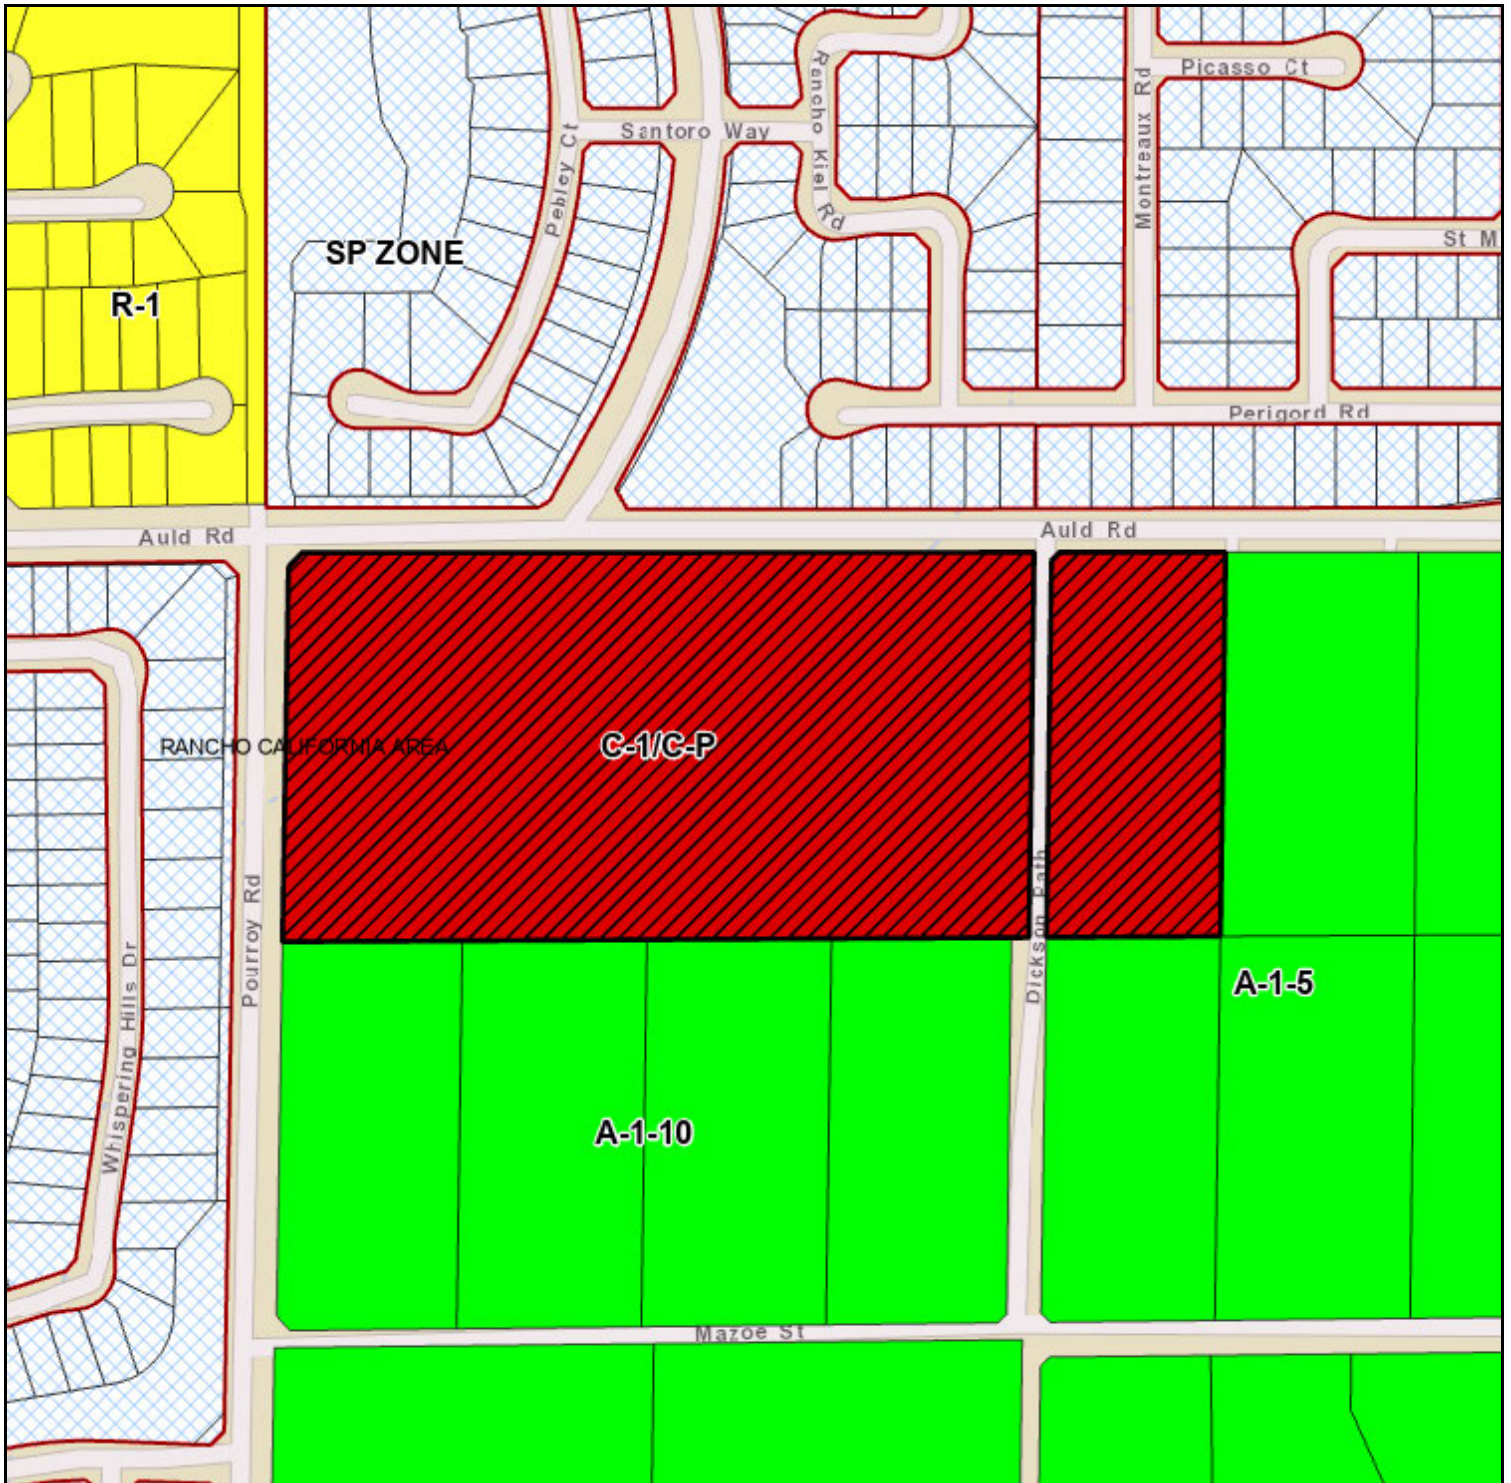 Picasso Ct
Santoro Way
Rancho Kiel Rd
Montreaux Rd
Pebley Ct
St M
SP ZONE
R-1
Perigord Rd
Auld Rd
Auld Rd
RANCHO CALIFORNIA AREA
C-1/C-P
Pourroy Rd
Dickson Path
Whispering Hills Dr
A-1-5
A-1-10
Mazoe St